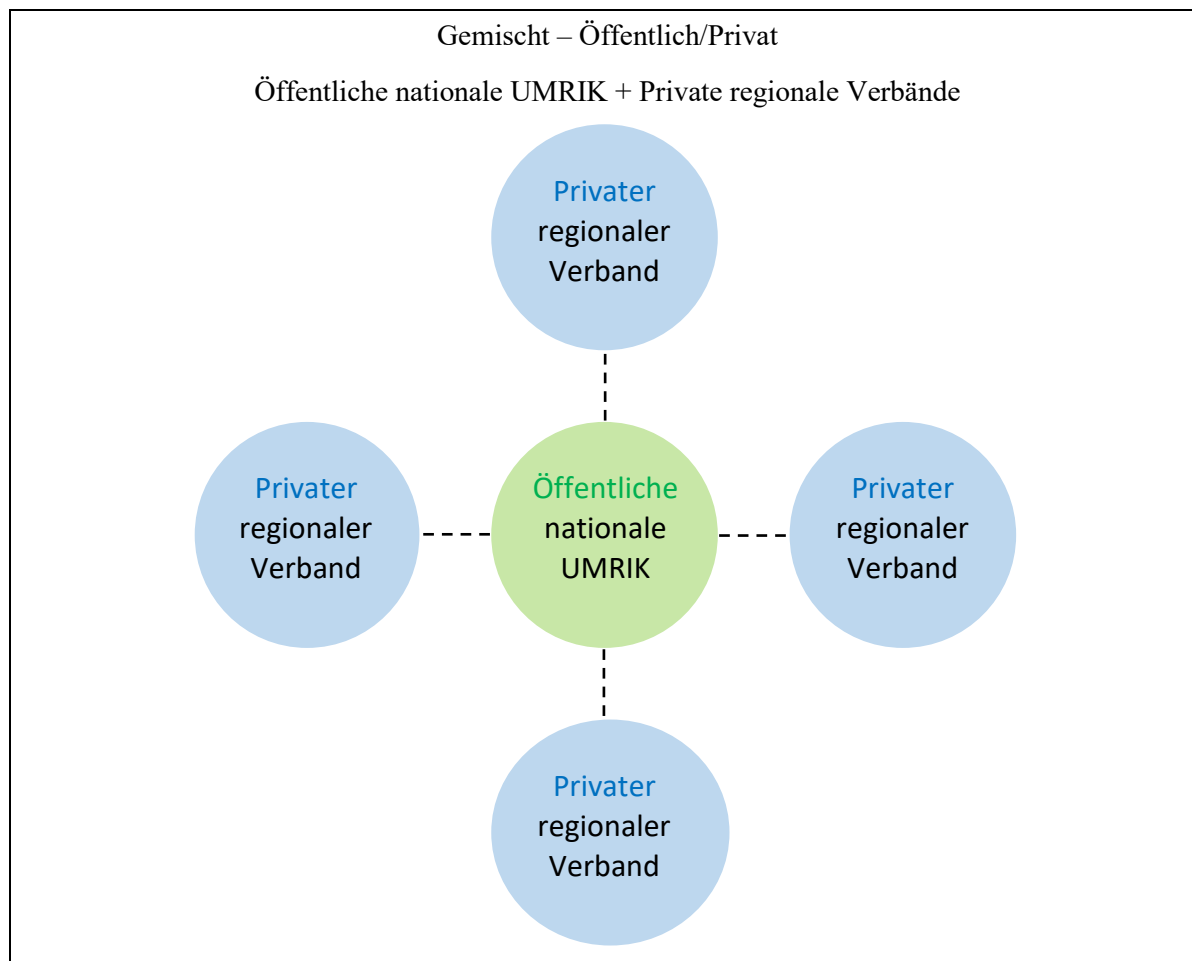 Gemischt – Öffentlich/Privat
Öffentliche nationale UMRIK + Private regionale Verbände
Privater
regionaler
Verband
Privater
regionaler
Verband
Öffentliche
nationale
UMRIK
Privater
regionaler
Verband
Privater
regionaler
Verband